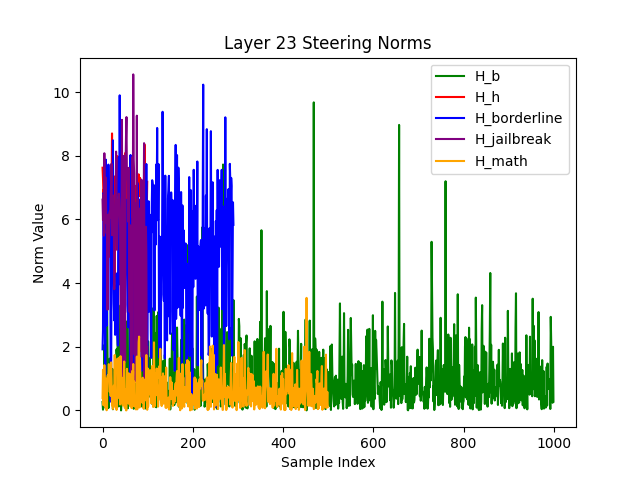 Layer 23 Steering Norms
H_b
H_h
H_borderline
H_jailbreak
H_math
Norm Value
10
8
6
4
2
0
0 200 400 600 800 1000
Sample Index